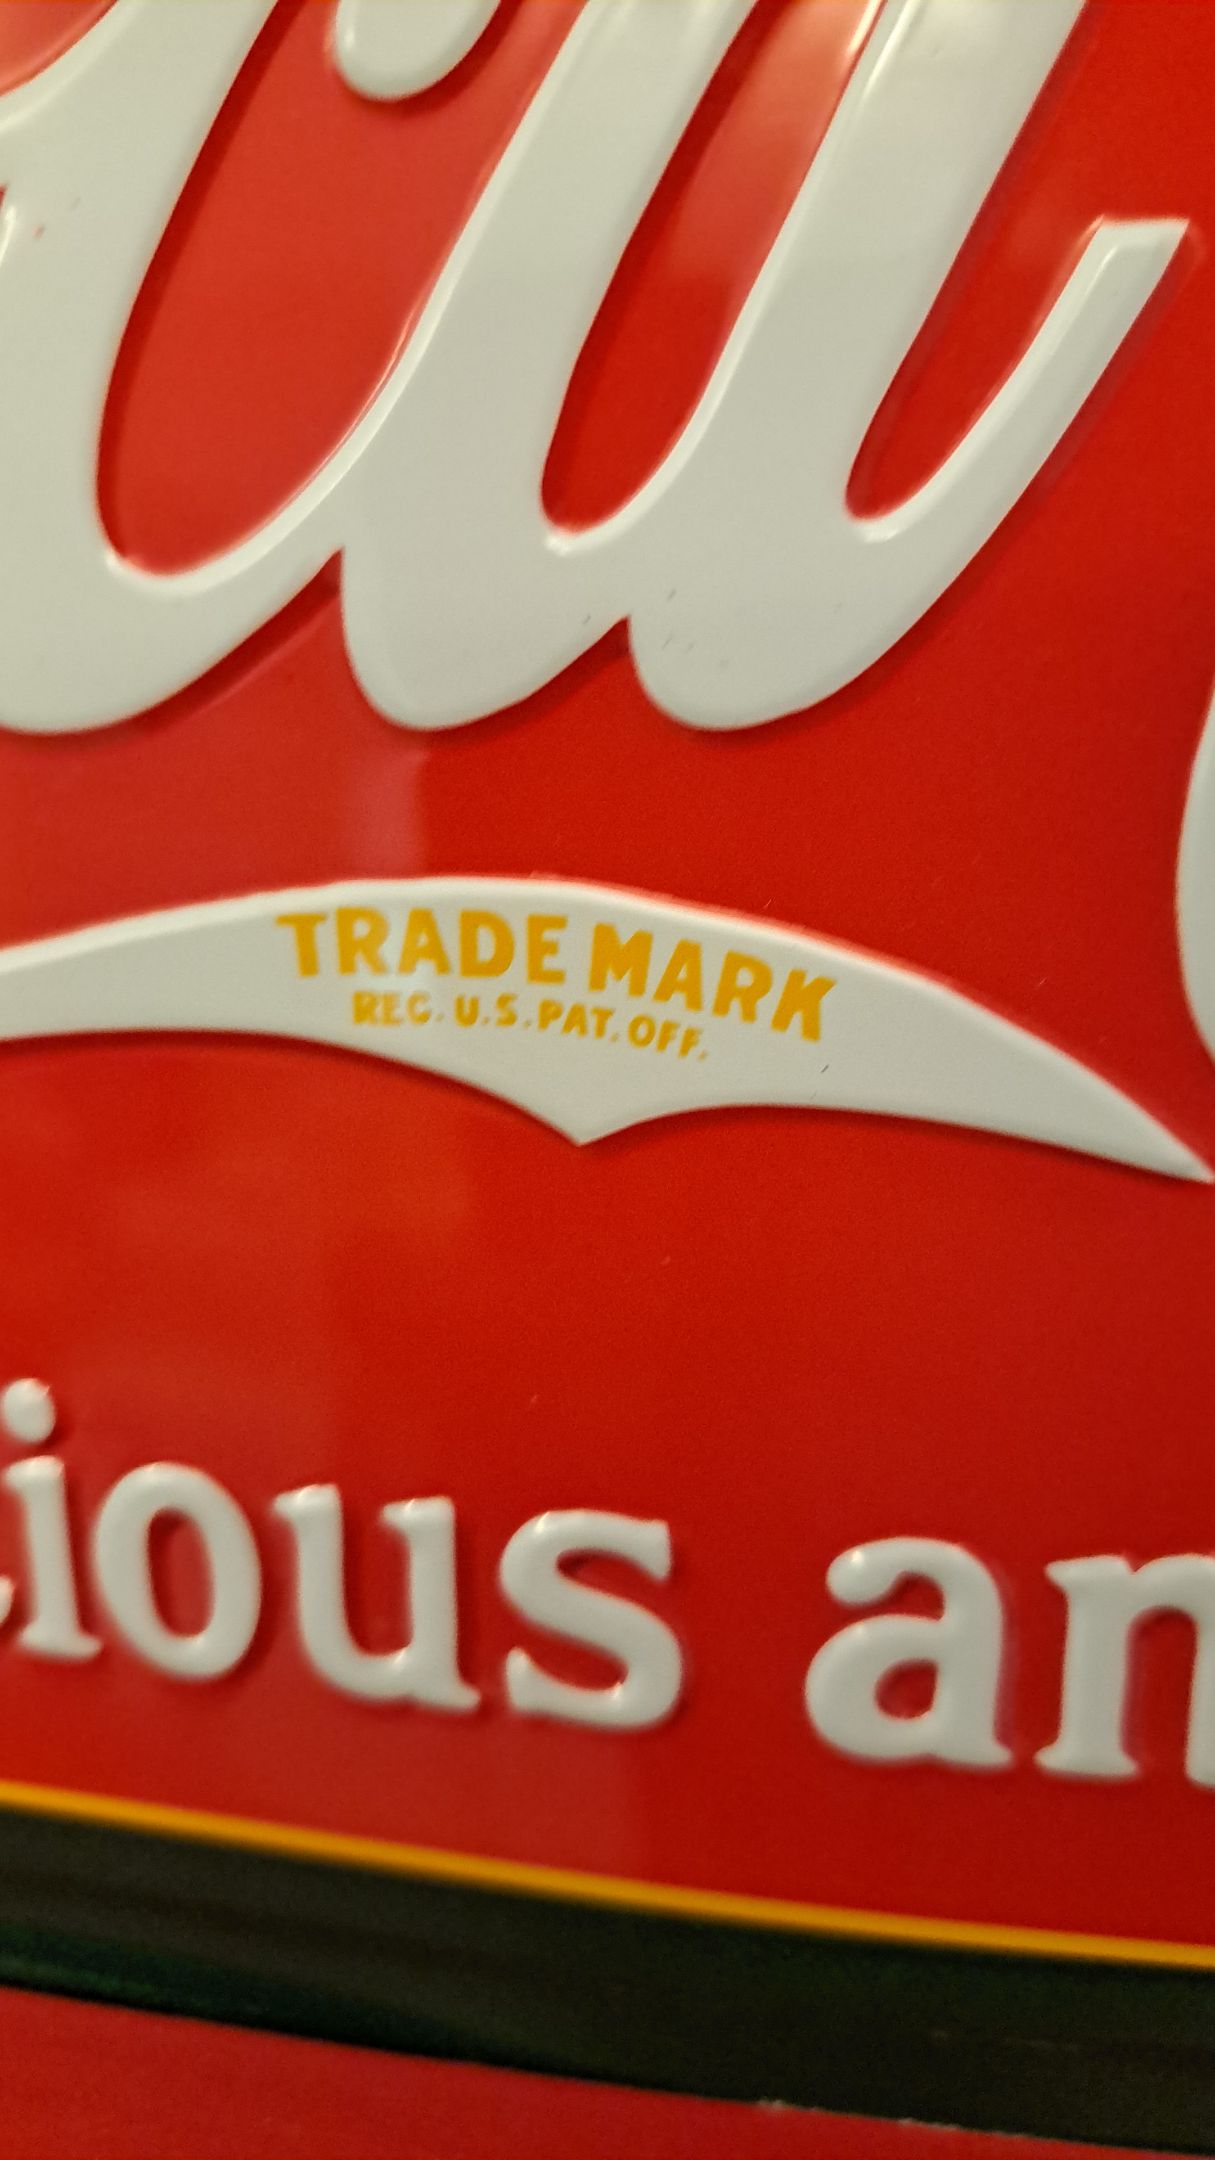 TRADE MARK
REG. U.S. PAT. OFF.
ious an